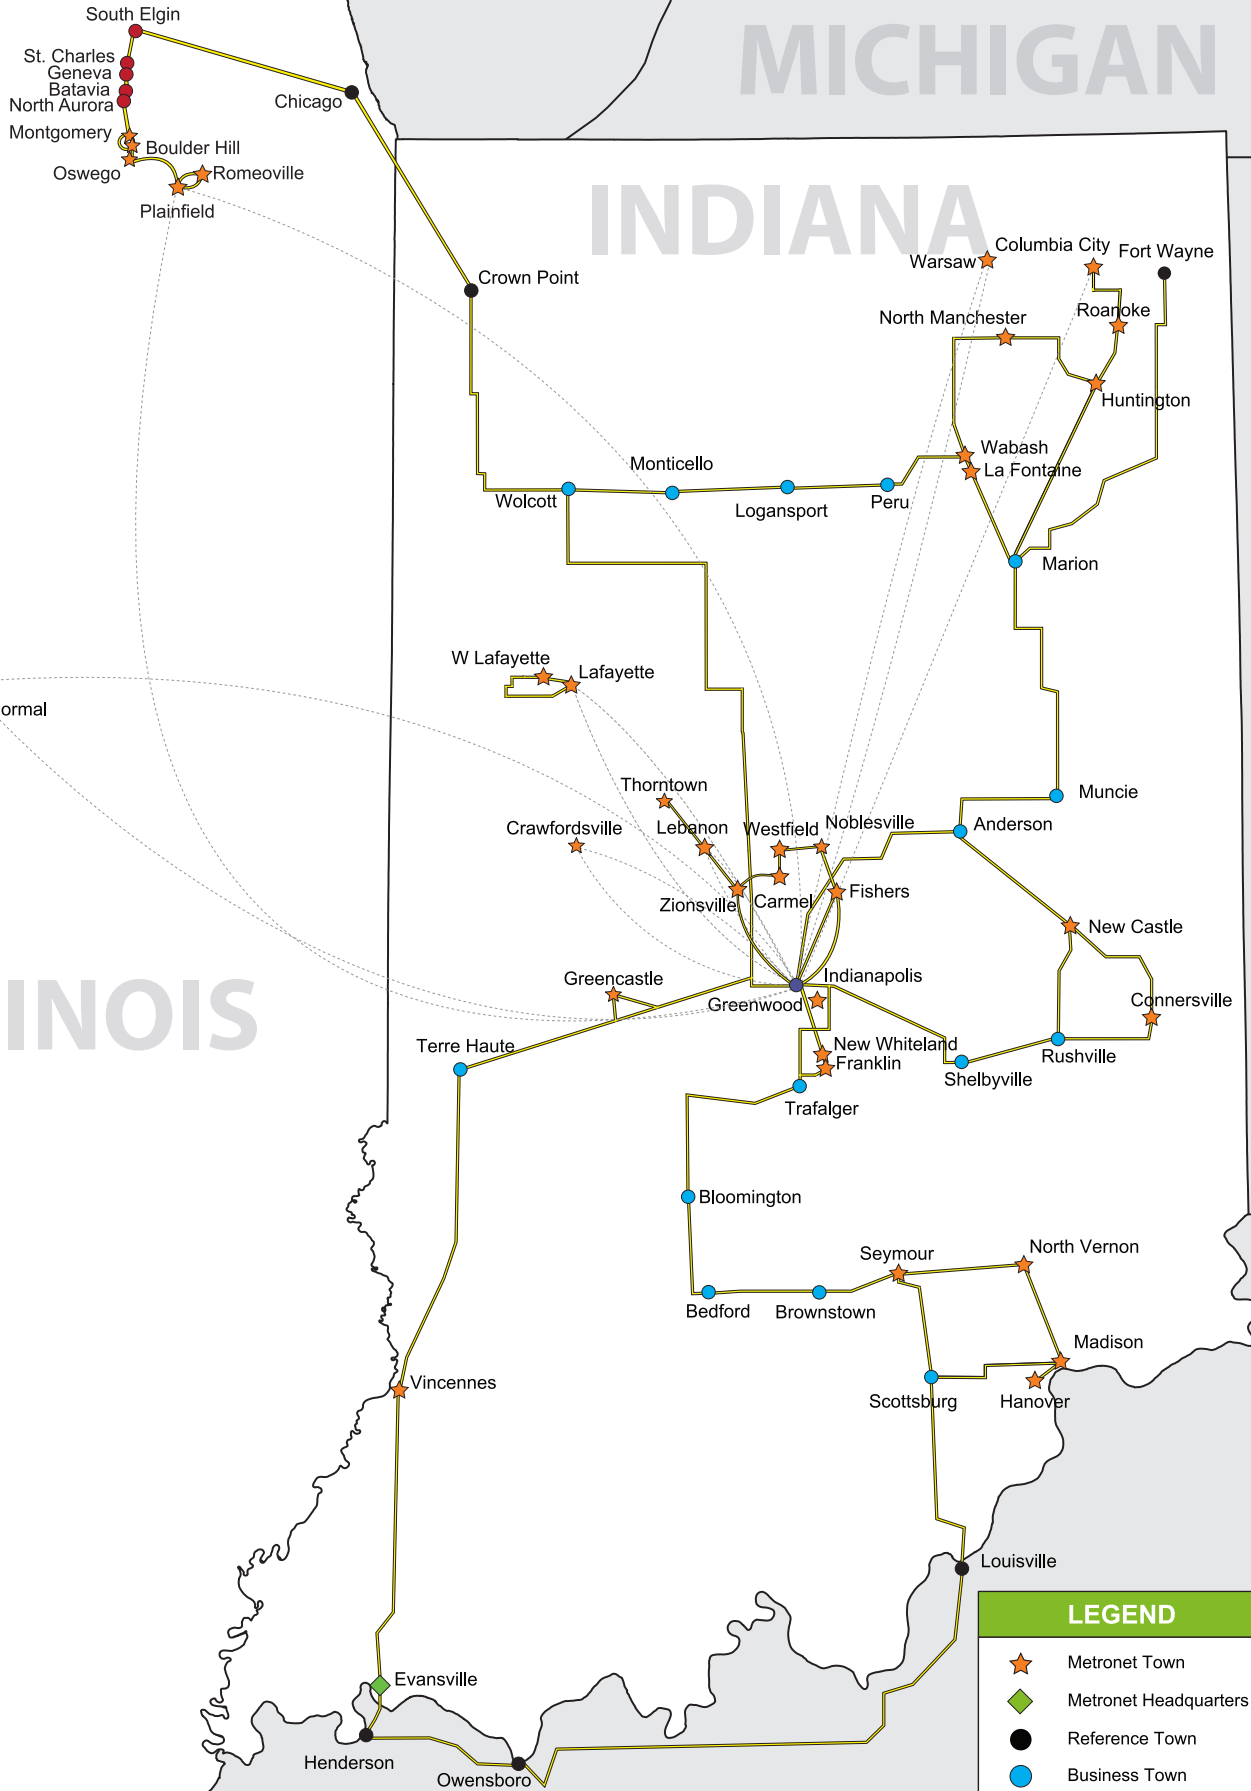 South Elgin
MICHIGAN
St. Charles
Geneva
Batavia
North Aurora
Chicago
Montgomery
Boulder Hill
Oswego
Romeoville
Plainfield
INDIANA
Columbia City
Fort Wayne
Warsaw
Crown Point
North Manchester
Roanoke
Huntington
Wabash
Monticello
La Fontaine
Wolcott
Logansport
Peru
Marion
W Lafayette
Lafayette
ormal
Thorntown
Muncie
Crawfordsville
Lebanon
Westfield
Noblesville
Anderson
Zionsville
Carmel
Fishers
New Castle
Greencastle
Indianapolis
Greenwood
Connersville
INOIS
Terre Haute
New Whiteland
Franklin
Rushville
Shelbyville
Trafalger
Bloomington
Seymour
North Vernon
Bedford
Brownstown
Madison
Vincennes
Scottsburg
Hanover
Louisville
LEGEND
Metronet Town
Evansville
Metronet Headquarters
Reference Town
Henderson
Owensboro
Business Town